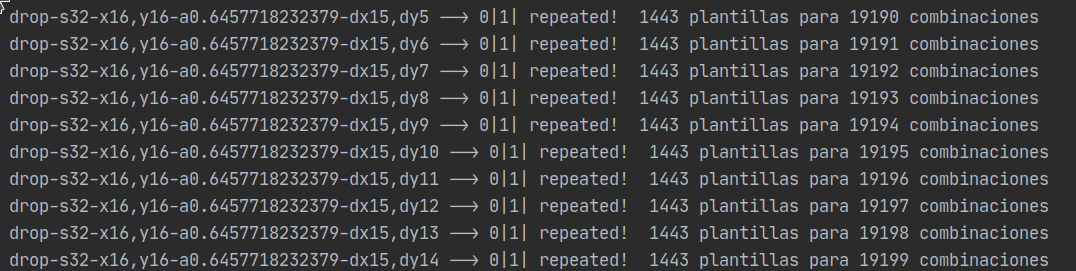 drop-s32-x16,y16-a0.6457718232379-dx15,dy5 ——> 0|1| repeated!  1443 plantillas para 19190 combinaciones
drop-s32-x16,y16-a0.6457718232379-dx15,dy6 ——> 0|1| repeated!  1443 plantillas para 19191 combinaciones
drop-s32-x16,y16-a0.6457718232379-dx15,dy7 ——> 0|1| repeated!  1443 plantillas para 19192 combinaciones
drop-s32-x16,y16-a0.6457718232379-dx15,dy8 ——> 0|1| repeated!  1443 plantillas para 19193 combinaciones
drop-s32-x16,y16-a0.6457718232379-dx15,dy9 ——> 0|1| repeated!  1443 plantillas para 19194 combinaciones
drop-s32-x16,y16-a0.6457718232379-dx15,dy10 ——> 0|1| repeated!  1443 plantillas para 19195 combinaciones
drop-s32-x16,y16-a0.6457718232379-dx15,dy11 ——> 0|1| repeated!  1443 plantillas para 19196 combinaciones
drop-s32-x16,y16-a0.6457718232379-dx15,dy12 ——> 0|1| repeated!  1443 plantillas para 19197 combinaciones
drop-s32-x16,y16-a0.6457718232379-dx15,dy13 ——> 0|1| repeated!  1443 plantillas para 19198 combinaciones
drop-s32-x16,y16-a0.6457718232379-dx15,dy14 ——> 0|1| repeated!  1443 plantillas para 19199 combinaciones